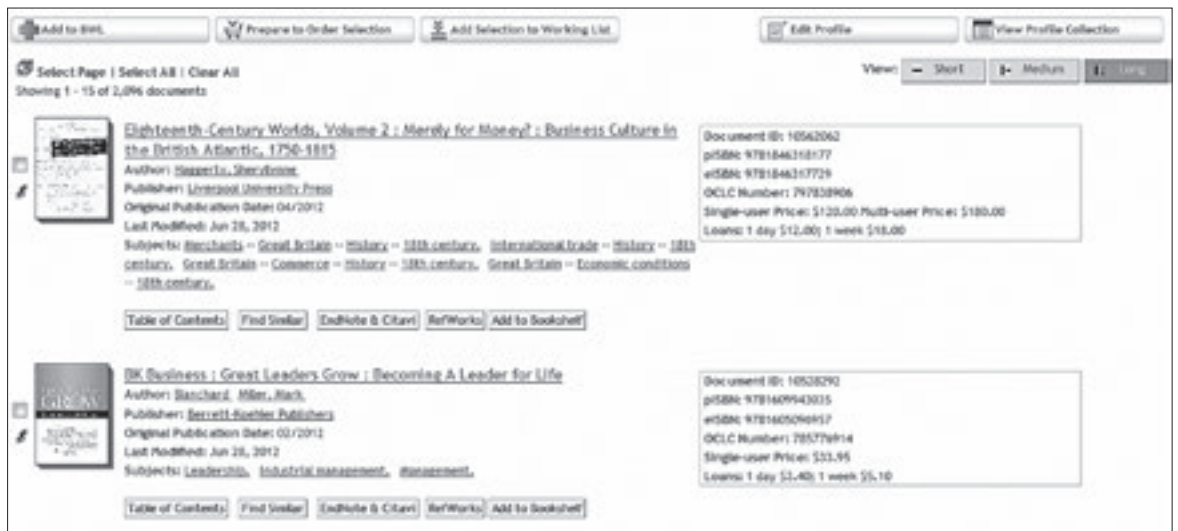 Add to BWL Prepare to Order Selection Add Selection to Working List Edit Profile View Profile Collection
Select Page | Select All | Clear All
View: Short Medium Long
Showing 1 - 15 of 2,096 documents
Eighteenth-Century Worlds, Volume 2 : Merely for Money? : Business Culture in
the British Atlantic, 1750-1815
Author: Haggerty, Sheryllynne
Publisher: Liverpool University Press
Original Publication Date: 04/2012
Last Modified: Jun 28, 2012
Subjects: Merchants -- Great Britain -- History -- 18th century, International trade -- History -- 18th
century, Great Britain -- Commerce -- History -- 18th century, Great Britain -- Economic conditions
-- 18th century,
Document ID: 10562062
pISBN: 9781846318177
eISBN: 9781846317729
OCLC Number: 797838906
Single-user Price: $120.00 Multi-user Price: $180.00
Loans: 1 day $12.00; 1 week $18.00
Table of Contents Find Similar EndNote & Citavi RefWorks Add to Bookshelf
BK Business : Great Leaders Grow : Becoming A Leader for Life
Author: Blanchard Miller, Mark
Publisher: Berrett-Koehler Publishers
Original Publication Date: 02/2012
Last Modified: Jun 28, 2012
Subjects: Leadership, Industrial management, Management,
Document ID: 10528292
pISBN: 9781609943035
eISBN: 9781605096957
OCLC Number: 785776914
Single-user Price: $33.95
Loans: 1 day $3.40; 1 week $5.10
Table of Contents Find Similar EndNote & Citavi RefWorks Add to Bookshelf